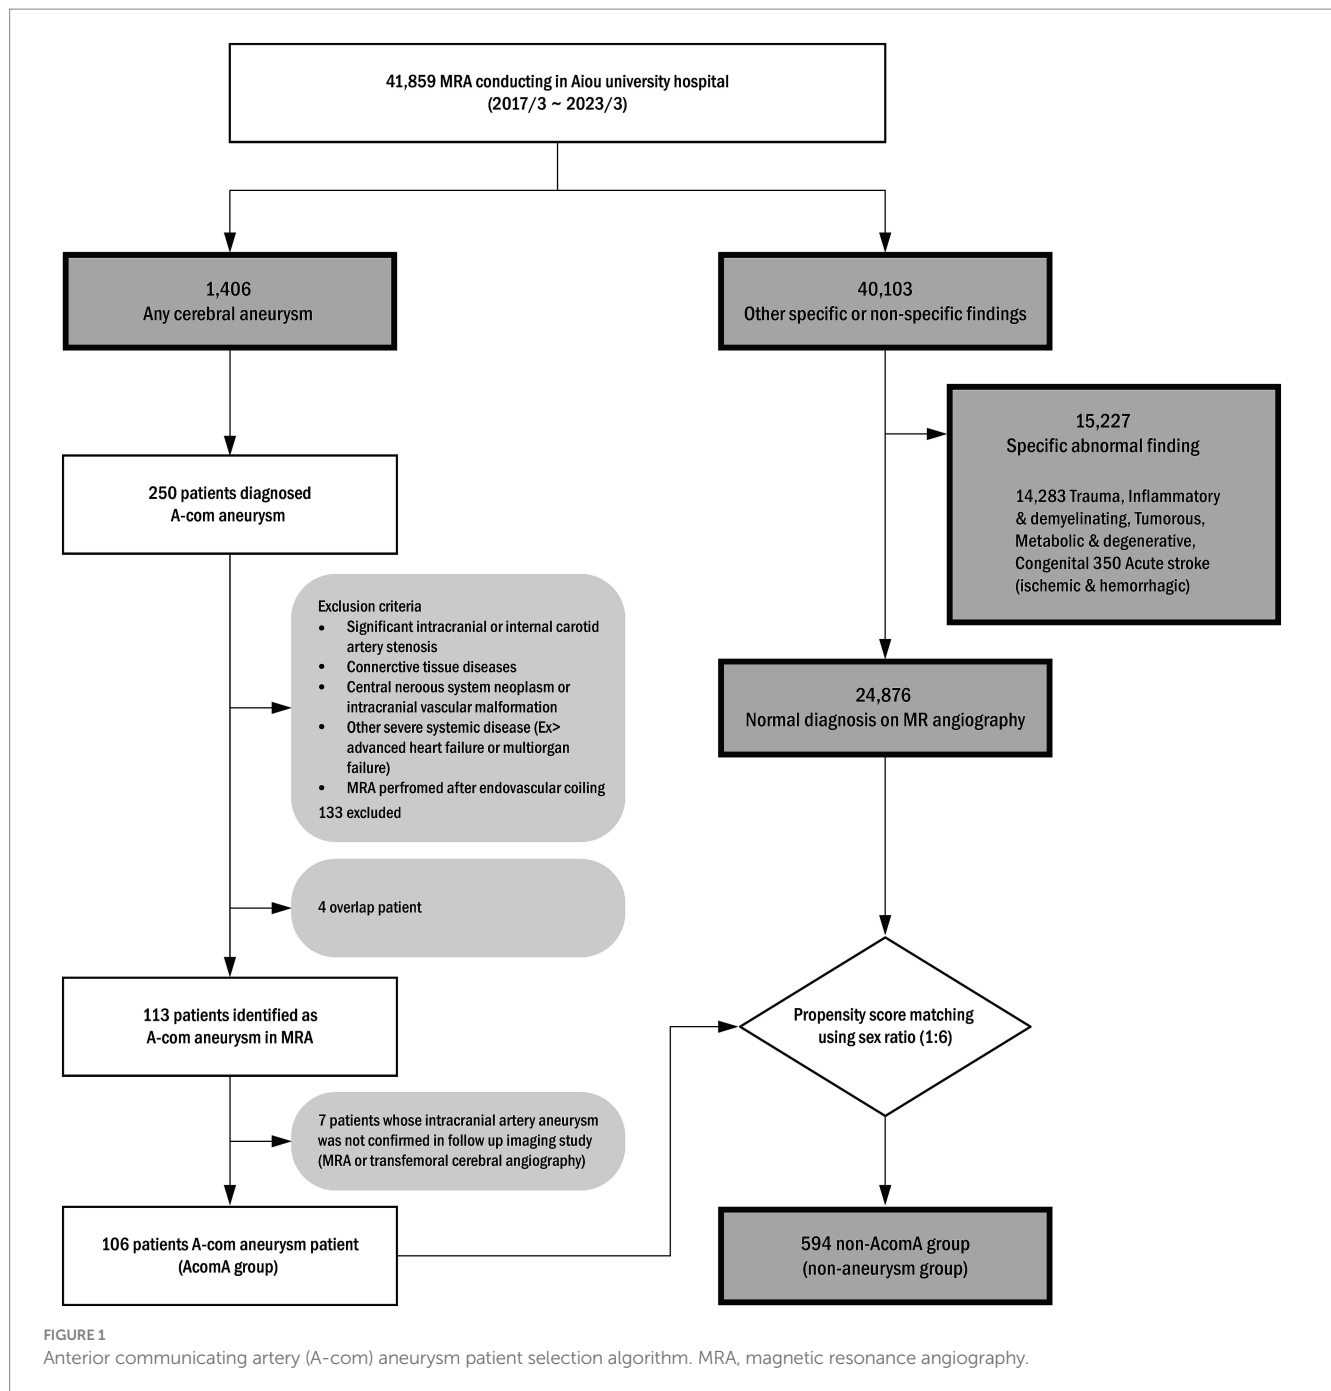 41,859 MRA conducting in Aiou university hospital
(2017/3 ~ 2023/3)
1,406
Any cerebral aneurysm
40,103
Other specific or non-specific findings
15,227
Specific abnormal finding
14,283 Trauma, Inflammatory
& demyelinating, Tumorous,
Metabolic & degenerative,
Congenital 350 Acute stroke
(ischemic & hemorrhagic)
250 patients diagnosed
A-com aneurysm
Exclusion criteria
• Significant intracranial or internal carotid
artery stenosis
• Connerctive tissue diseases
• Central nerous system neoplasm or
intracranial vascular malformation
• Other severe systemic disease (Ex>
advanced heart failure or multiorgan
failure)
• MRA perfromed after endovascular coiling
133 excluded
24,876
Normal diagnosis on MR angiography
4 overlap patient
113 patients identified as
A-com aneurysm in MRA
Propensity score matching
using sex ratio (1:6)
7 patients whose intracranial artery aneurysm
was not confirmed in follow up imaging study
(MRA or transfemoral cerebral angiography)
106 patients A-com aneurysm patient
(AcomA group)
594 non-AcomA group
(non-aneurysm group)
FIGURE 1
Anterior communicating artery (A-com) aneurysm patient selection algorithm. MRA, magnetic resonance angiography.